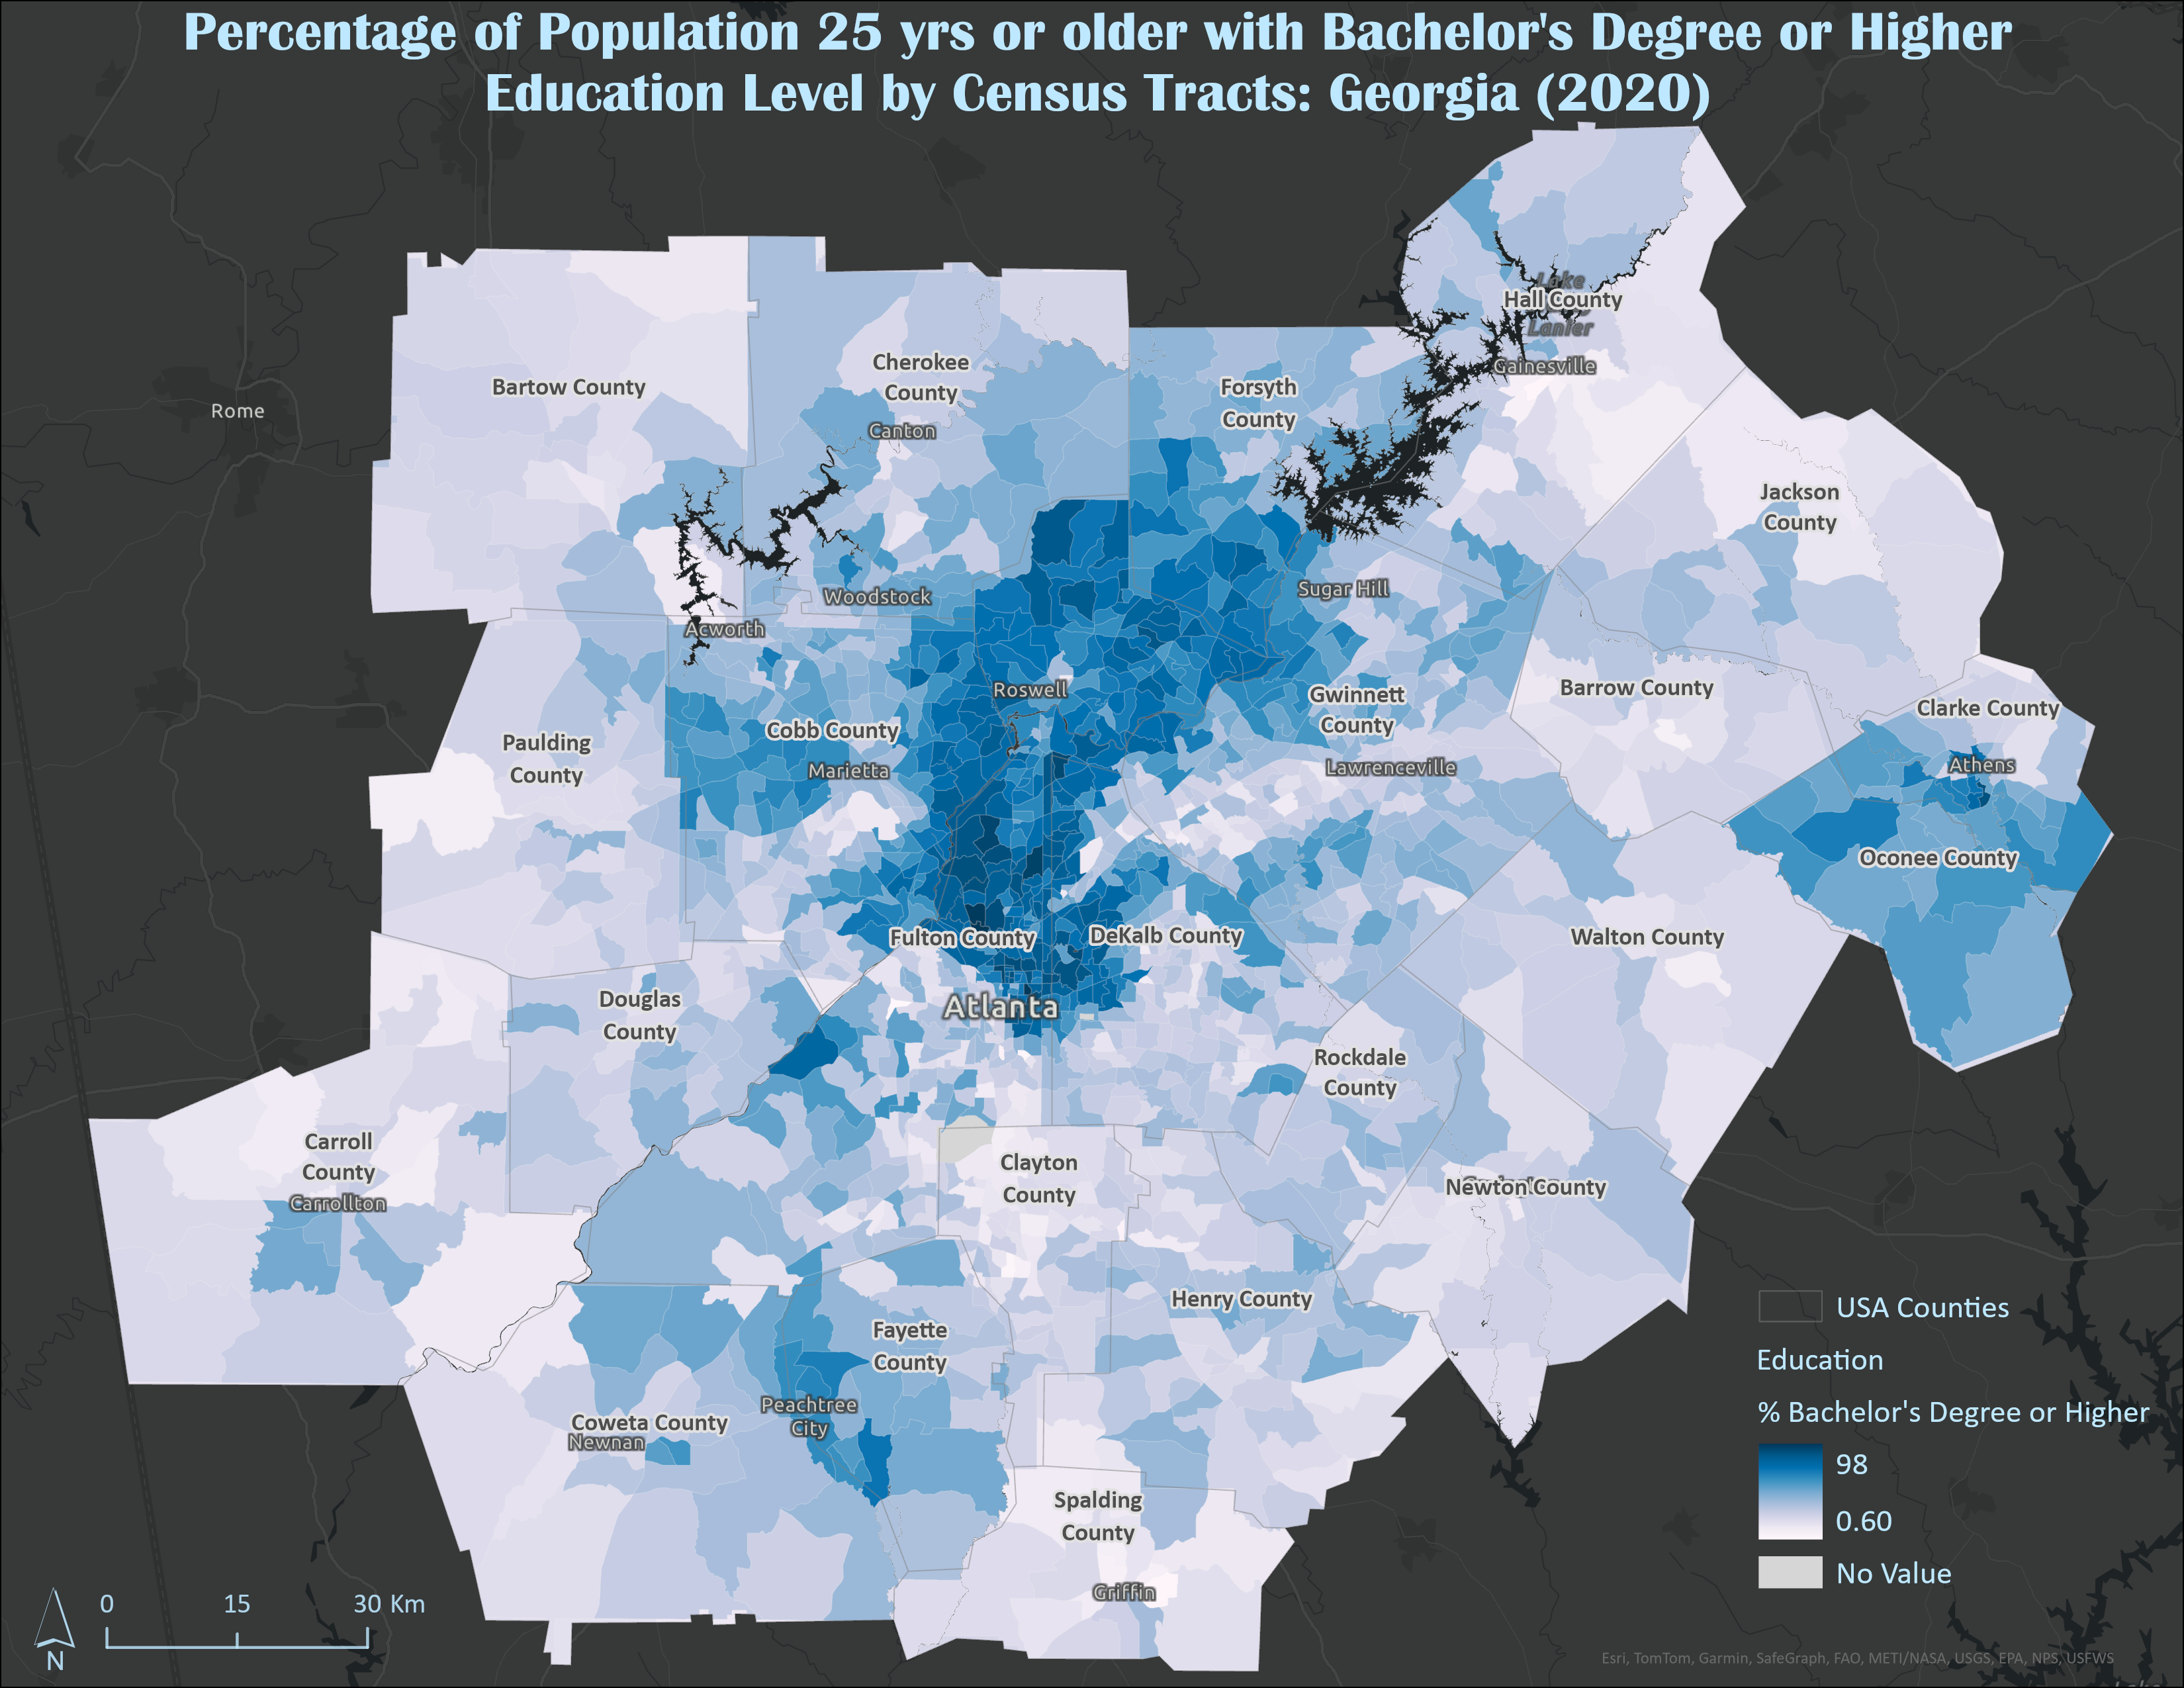 Percentage of Population 25 yrs or older with Bachelor's Degree or Higher
Education Level by Census Tracts: Georgia (2020)
Lake
Hall County
Lanier
Gainesville
Cherokee
County
Bartow County
Forsyth
County
Rome
Canton
Jackson
County
Sugar Hill
Woodstock
Acworth
Roswell
Barrow County
Gwinnett
County
Clarke County
Cobb County
Paulding
County
Marietta
Lawrenceville
Athens
Oconee County
Fulton County
DeKalb County
Walton County
Douglas
County
Atlanta
Rockdale
County
Carroll
County
Carrollton
Clayton
County
Newton County
Henry County
Fayette
County
Peachtree
City
Coweta County
Newnan
Spalding
County
Griffin
USA Counties
Education
% Bachelor's Degree or Higher
98
0.60
No Value
0 15 30 Km
N
Esri, TomTom, Garmin, SafeGraph, FAO, METI/NASA, USGS, EPA, NPS, USFWS